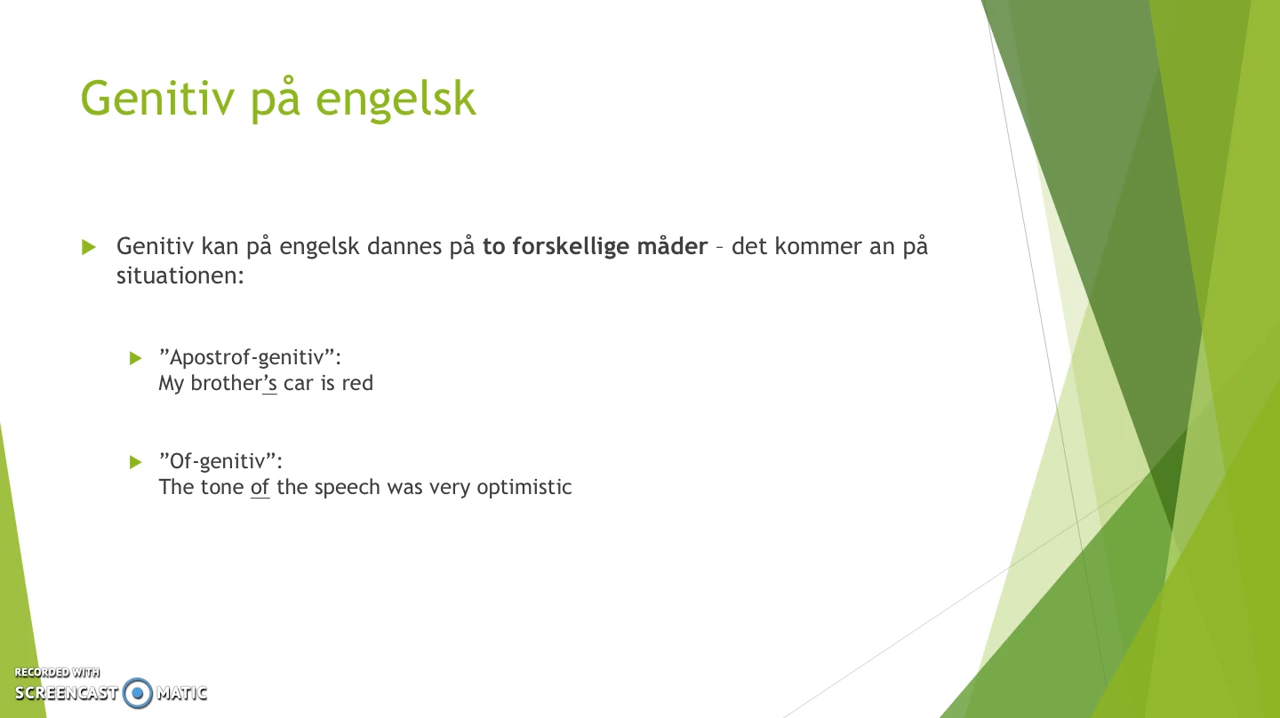 Genitiv på engelsk
Genitiv kan på engelsk dannes på to forskellige måder – det kommer an på
situationen:
”Apostrof-genitiv”:
My brother’s car is red
”Of-genitiv”:
The tone of the speech was very optimistic
RECORDED WITH
SCREENCAST MATIC